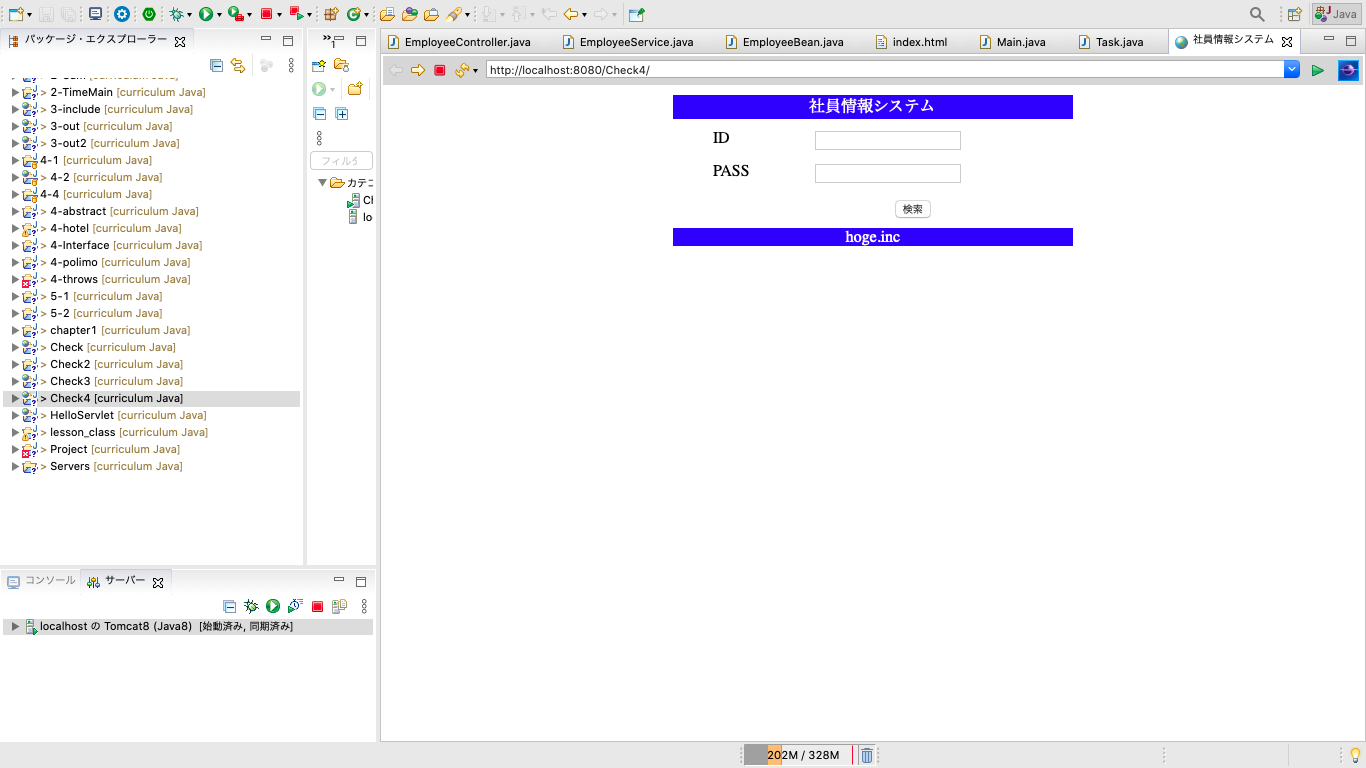 Java
パッケージ・エクスプローラー
1
EmployeeController.java
EmployeeService.java
EmployeeBean.java
index.html
Main.java
Task.java
社員情報システム
http://localhost:8080/Check4/
> 2-TimeMain [curriculum Java]
> 3-include [curriculum Java]
> 3-out [curriculum Java]
> 3-out2 [curriculum Java]
4-1 [curriculum Java]
> 4-2 [curriculum Java]
4-4 [curriculum Java]
> 4-abstract [curriculum Java]
> 4-hotel [curriculum Java]
> 4-Interface [curriculum Java]
> 4-polimo [curriculum Java]
> 4-throws [curriculum Java]
> 5-1 [curriculum Java]
> 5-2 [curriculum Java]
> chapter1 [curriculum Java]
> Check [curriculum Java]
> Check2 [curriculum Java]
> Check3 [curriculum Java]
> Check4 [curriculum Java]
> HelloServlet [curriculum Java]
> lesson_class [curriculum Java]
> Project [curriculum Java]
> Servers [curriculum Java]
フィルタ
カテゴ
Ch
lo
社員情報システム
ID
PASS
検索
hoge.inc
コンソール
サーバー
localhost の Tomcat8 (Java8) [始動済み, 同期済み]
202M / 328M